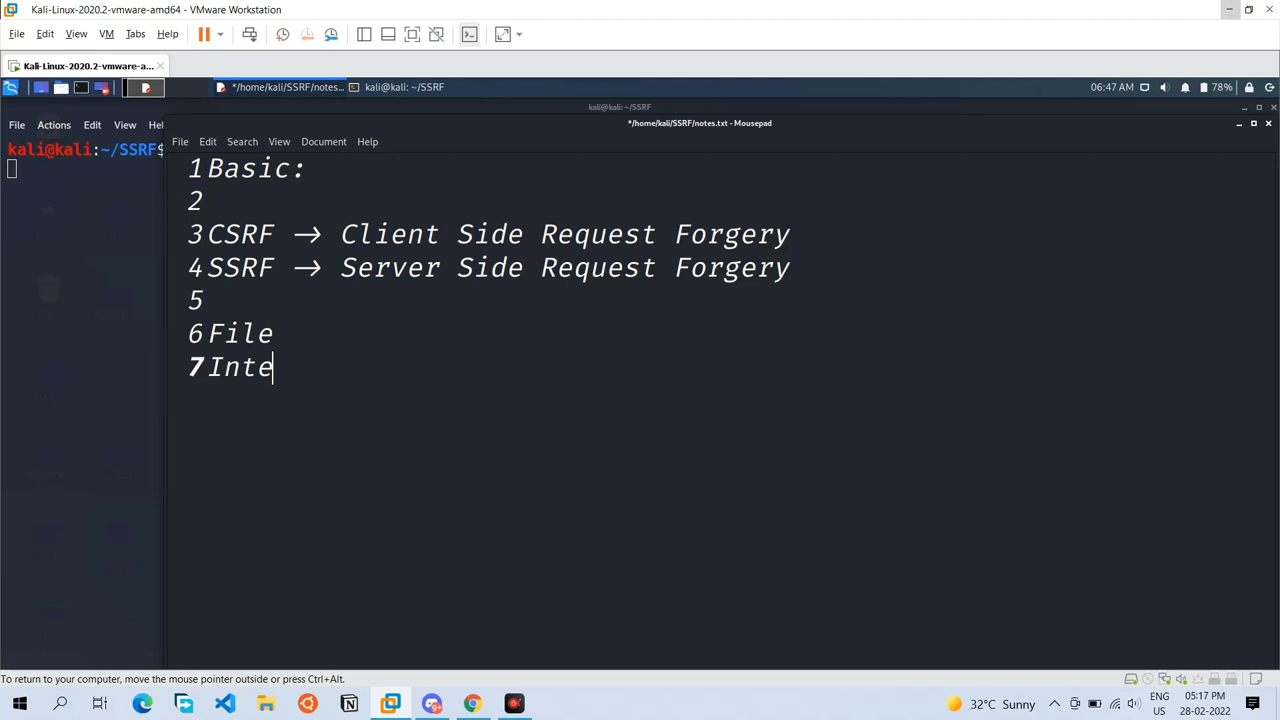 Kali-Linux-2020.2-vmware-amd64 - VMware Workstation
File Edit View VM Tabs Help
Kali-Linux-2020.2-vmware-a...
*/home/kali/SSRF/notes... kali@kali: ~/SSRF 06:47 AM 78%
kali@kali: ~/SSRF
File Actions Edit View Hel
*/home/kali/SSRF/notes.txt - Mousepad
kali@kali:~/SSRF$
File Edit Search View Document Help
1 Basic:
2
3 CSRF → Client Side Request Forgery
4 SSRF → Server Side Request Forgery
5
6 File
7 Inte
To return to your computer, move the mouse pointer outside or press Ctrl+Alt.
32°C Sunny
ENG
US
05:17 PM
28-02-2022